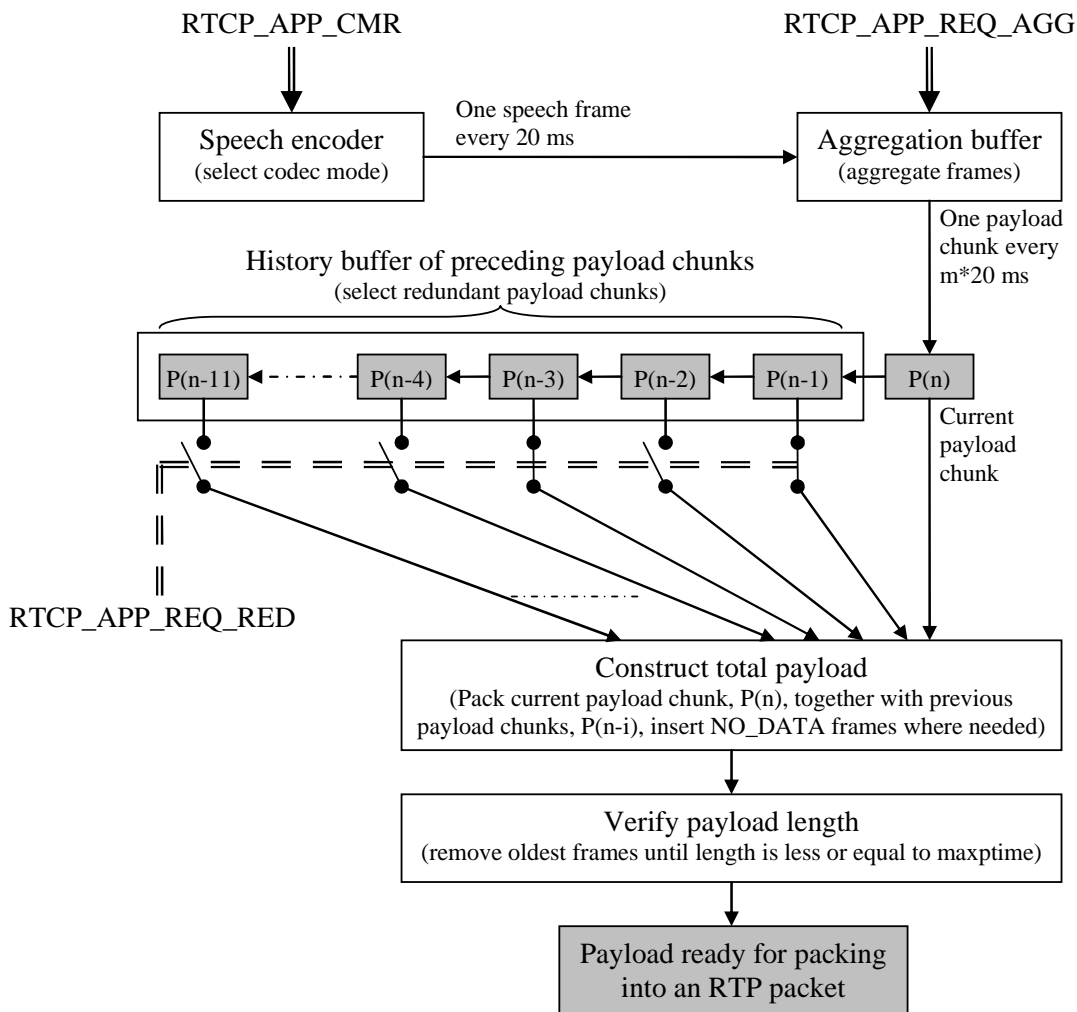 RTCP_APP_CMR
RTCP_APP_REQ_AGG
Speech encoder
(select codec mode)
One speech frame
every 20 ms
Aggregation buffer
(aggregate frames)
One payload
chunk every
m*20 ms
History buffer of preceding payload chunks
(select redundant payload chunks)
P(n-11)
P(n-4)
P(n-3)
P(n-2)
P(n-1)
P(n)
Current
payload
chunk
RTCP_APP_REQ_RED
Construct total payload
(Pack current payload chunk, P(n), together with previous
payload chunks, P(n-i), insert NO_DATA frames where needed)
Verify payload length
(remove oldest frames until length is less or equal to maxptime)
Payload ready for packing
into an RTP packet